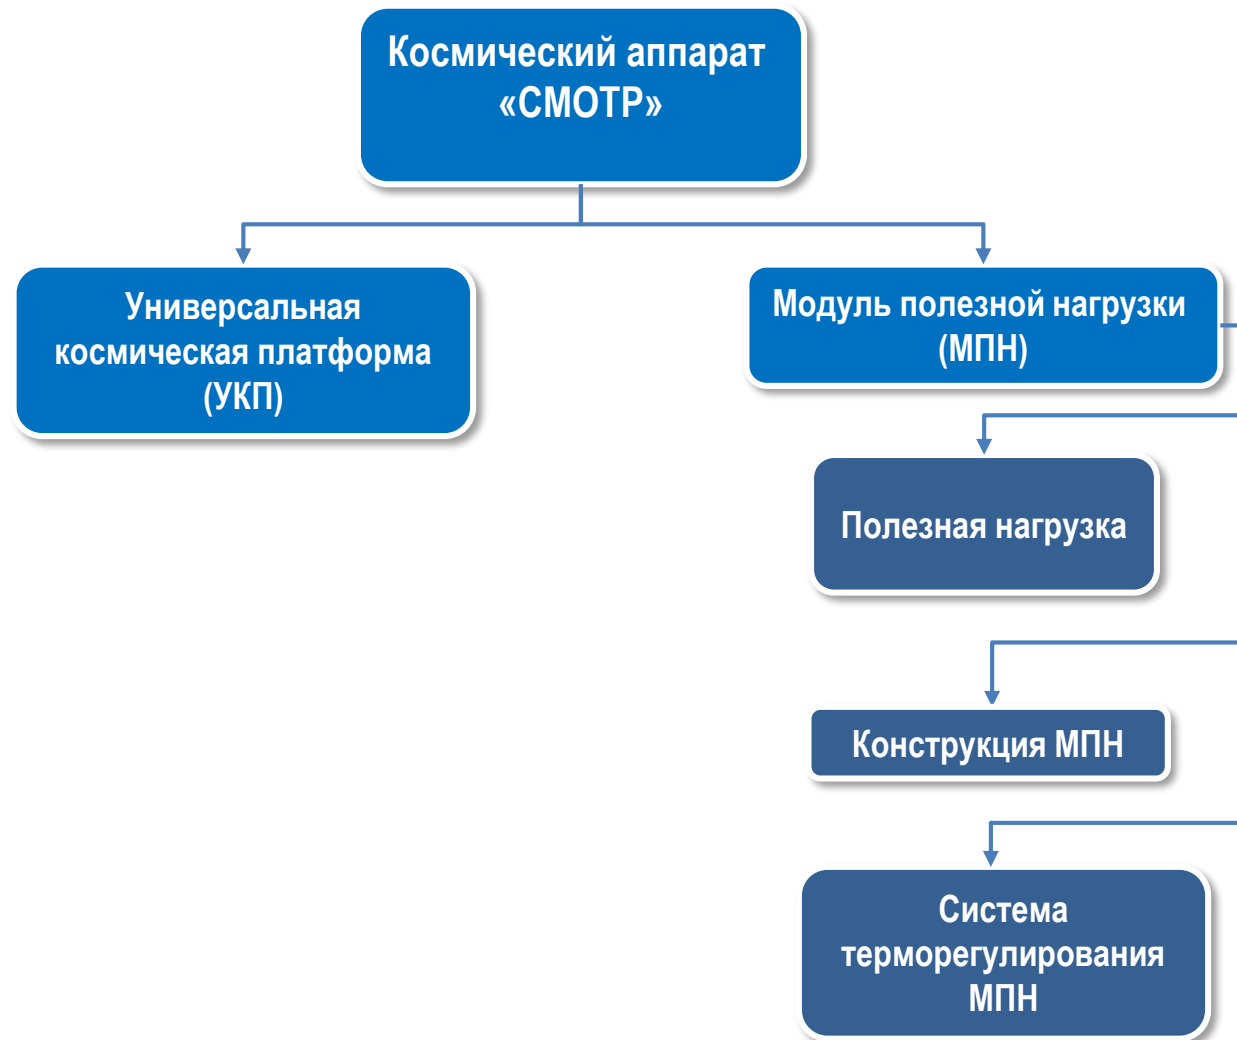 Космический аппарат
«СМОТР»
Универсальная
космическая платформа
(УКП)
Модуль полезной нагрузки
(МПН)
Полезная нагрузка
Конструкция МПН
Система
терморегулирования
МПН